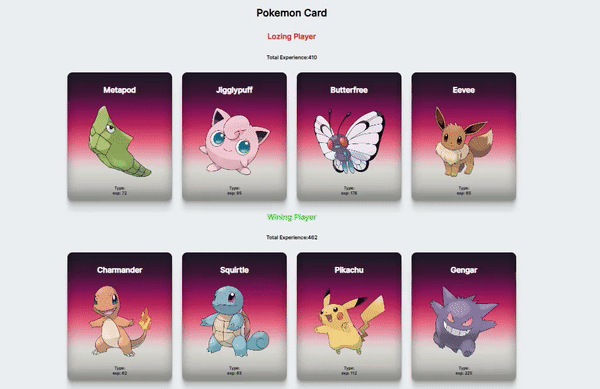 Pokemon Card
Lozing Player
Total Experience:410
Metapod
Type:
exp: 72
Jigglypuff
Type:
exp: 95
Butterfree
Type:
exp: 178
Eevee
Type:
exp: 65
Wining Player
Total Experience:462
Charmander
Type:
exp: 62
Squirtle
Type:
exp: 63
Pikachu
Type:
exp: 112
Gengar
Type:
exp: 225